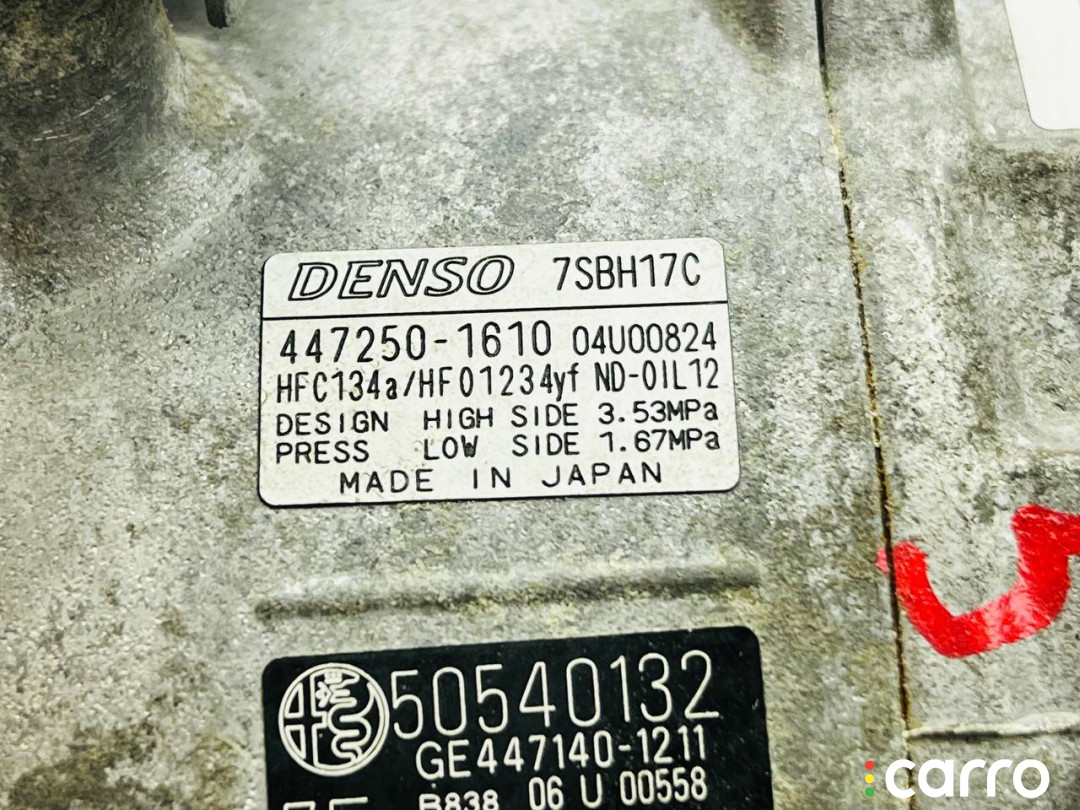 DENSO 7SBH17C
447250-1610 04U00824
HFC134a/HFO1234yf ND-OIL12
DESIGN HIGH SIDE 3.53MPa
PRESS LOW SIDE 1.67MPa
MADE IN JAPAN
50540132
GE447140-1211
B838 06 U 00558
carro